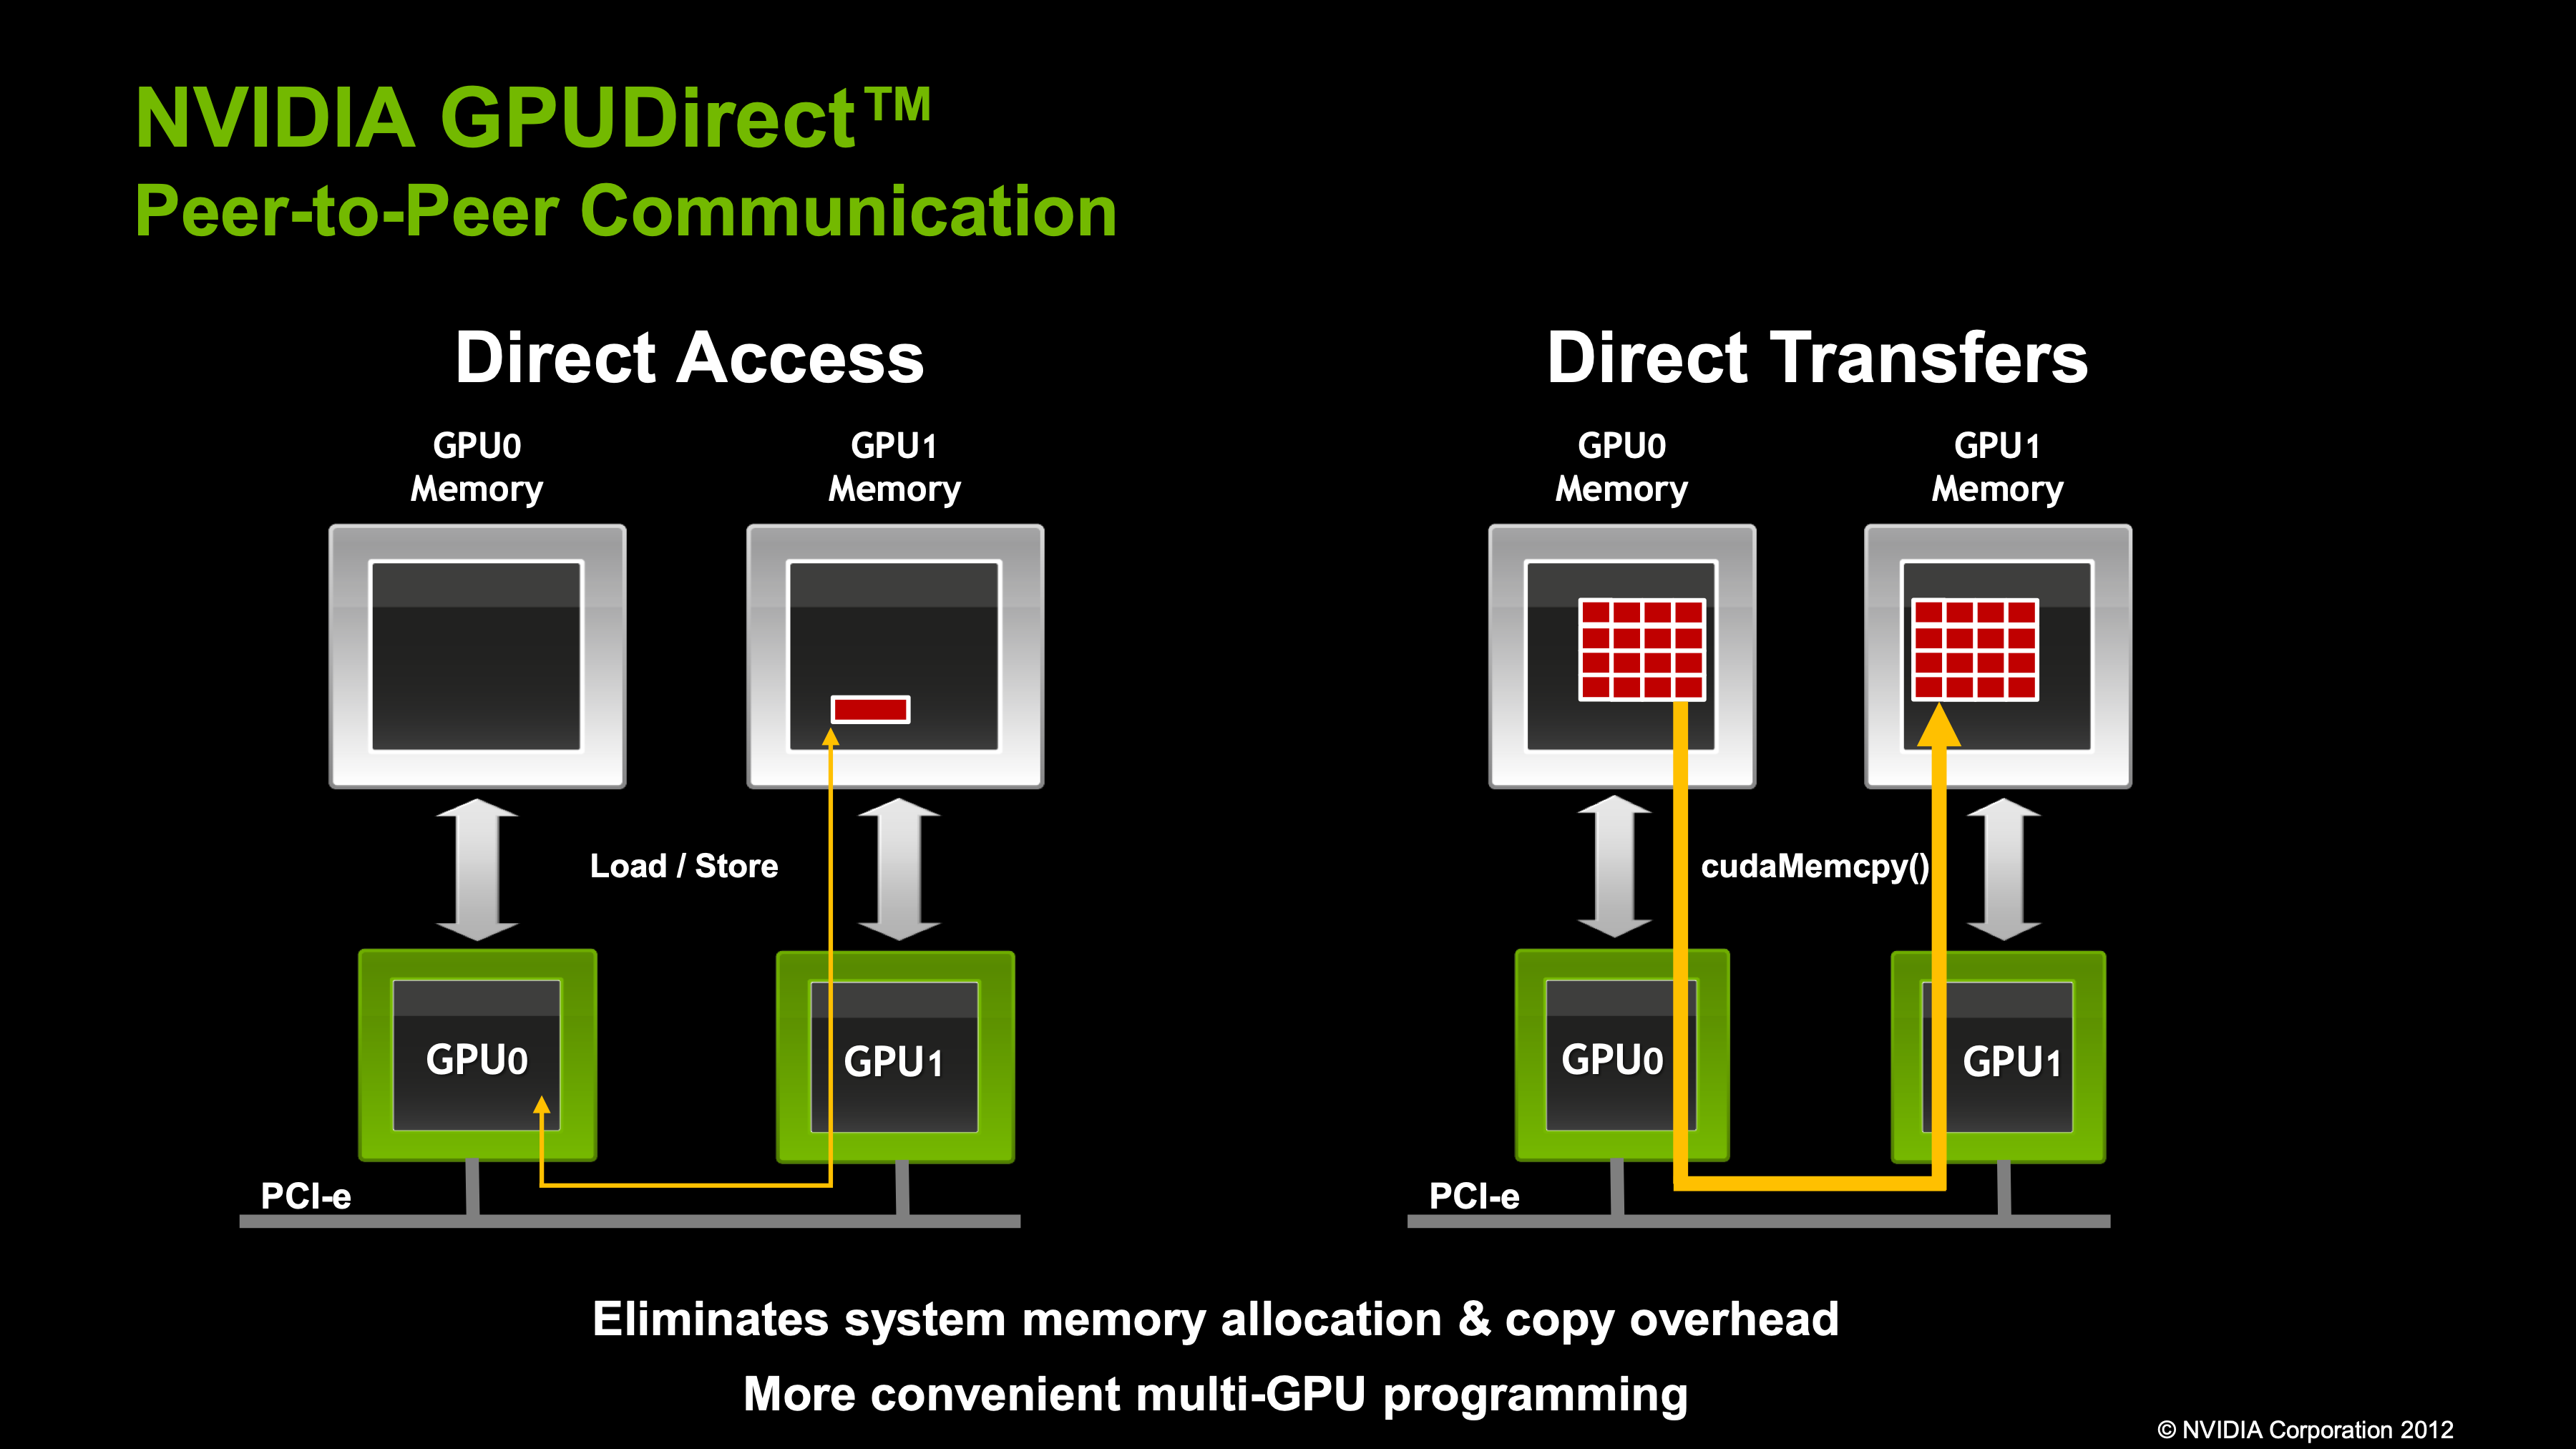 NVIDIA GPUDirect™
Peer-to-Peer Communication
Direct Access
GPU0
Memory
GPU1
Memory
Load / Store
GPU0
GPU1
PCI-e
Direct Transfers
GPU0
Memory
GPU1
Memory
cudaMemcpy()
GPU0
GPU1
PCI-e
Eliminates system memory allocation & copy overhead
More convenient multi-GPU programming
© NVIDIA Corporation 2012